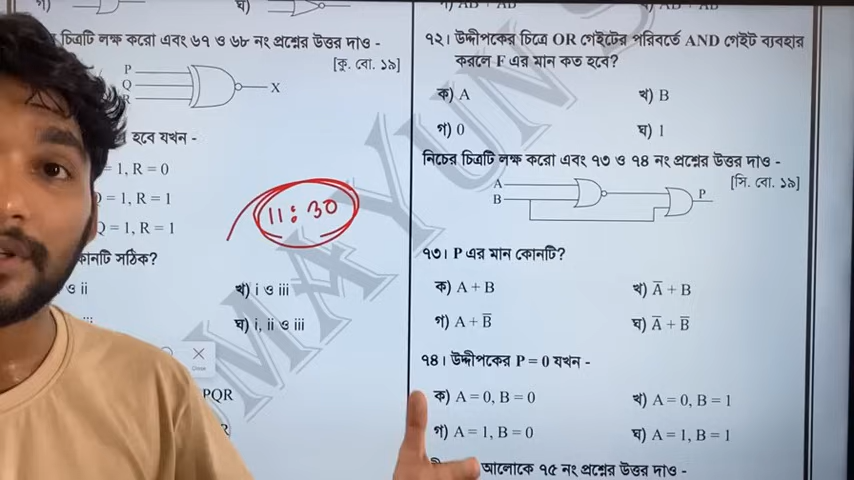 গ)
ঘ)
চিত্রটি লক্ষ করো এবং ৬৭ ও ৬৮ নং প্রশ্নের উত্তর দাও -
[কু. বো. ১৯]
P
Q
R
X
হবে যখন -
= 1, R = 0
= 1, R = 1
Q = 1, R = 1
কোনটি সঠিক?
ও ii
খ) i ও iii
ঘ) i, ii ও iii
Close
PQR
11:30
৭২। উদ্দীপকের চিত্রে OR গেইটের পরিবর্তে AND গেইট ব্যবহার
করলে F এর মান কত হবে?
ক) A
খ) B
গ) 0
ঘ) 1
নিচের চিত্রটি লক্ষ করো এবং ৭৩ ও ৭৪ নং প্রশ্নের উত্তর দাও -
[সি. বো. ১৯]
A
B
P
৭৩। P এর মান কোনটি?
ক) A + B
খ) A̅ + B
গ) A + B̅
ঘ) A̅ + B̅
৭৪। উদ্দীপকের P = 0 যখন -
ক) A = 0, B = 0
খ) A = 0, B = 1
গ) A = 1, B = 0
ঘ) A = 1, B = 1
আলোকে ৭৫ নং প্রশ্নের উত্তর দাও -